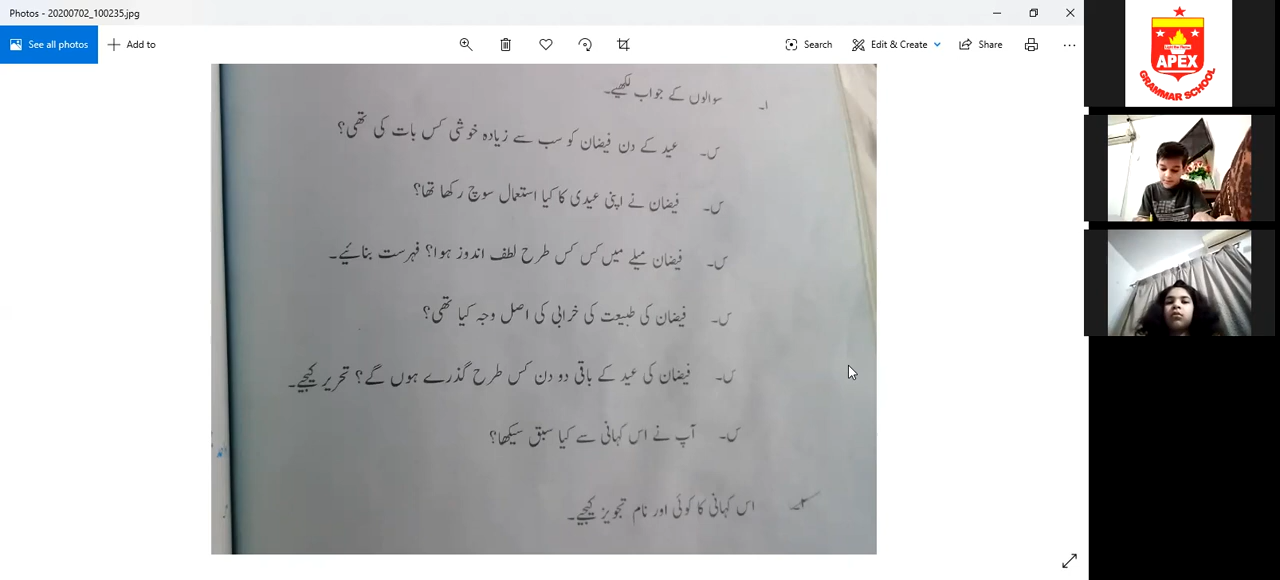 Photos - 20200702_100235.jpg
See all photos
Add to
Search
Edit & Create
Share
APEX
GRAMMAR SCHOOL
۱۔ سوالوں کے جواب لکھیے۔
س۔ عید کے دن فیضان کو سب سے زیادہ خوشی کس بات کی تھی؟
س۔ فیضان نے اپنی عیدی کا کیا استعمال سوچ رکھا تھا؟
س۔ فیضان میلے میں کس کس طرح لطف اندوز ہوا؟ فہرست بنائیے۔
س۔ فیضان کی طبیعت کی خرابی کی اصل وجہ کیا تھی؟
س۔ فیضان کی عید کے باقی دو دن کس طرح گذرے ہوں گے؟ تحریر کیجیے۔
س۔ آپ نے اس کہانی سے کیا سبق سیکھا؟
۲۔ اس کہانی کا کوئی اور نام تجویز کیجیے۔